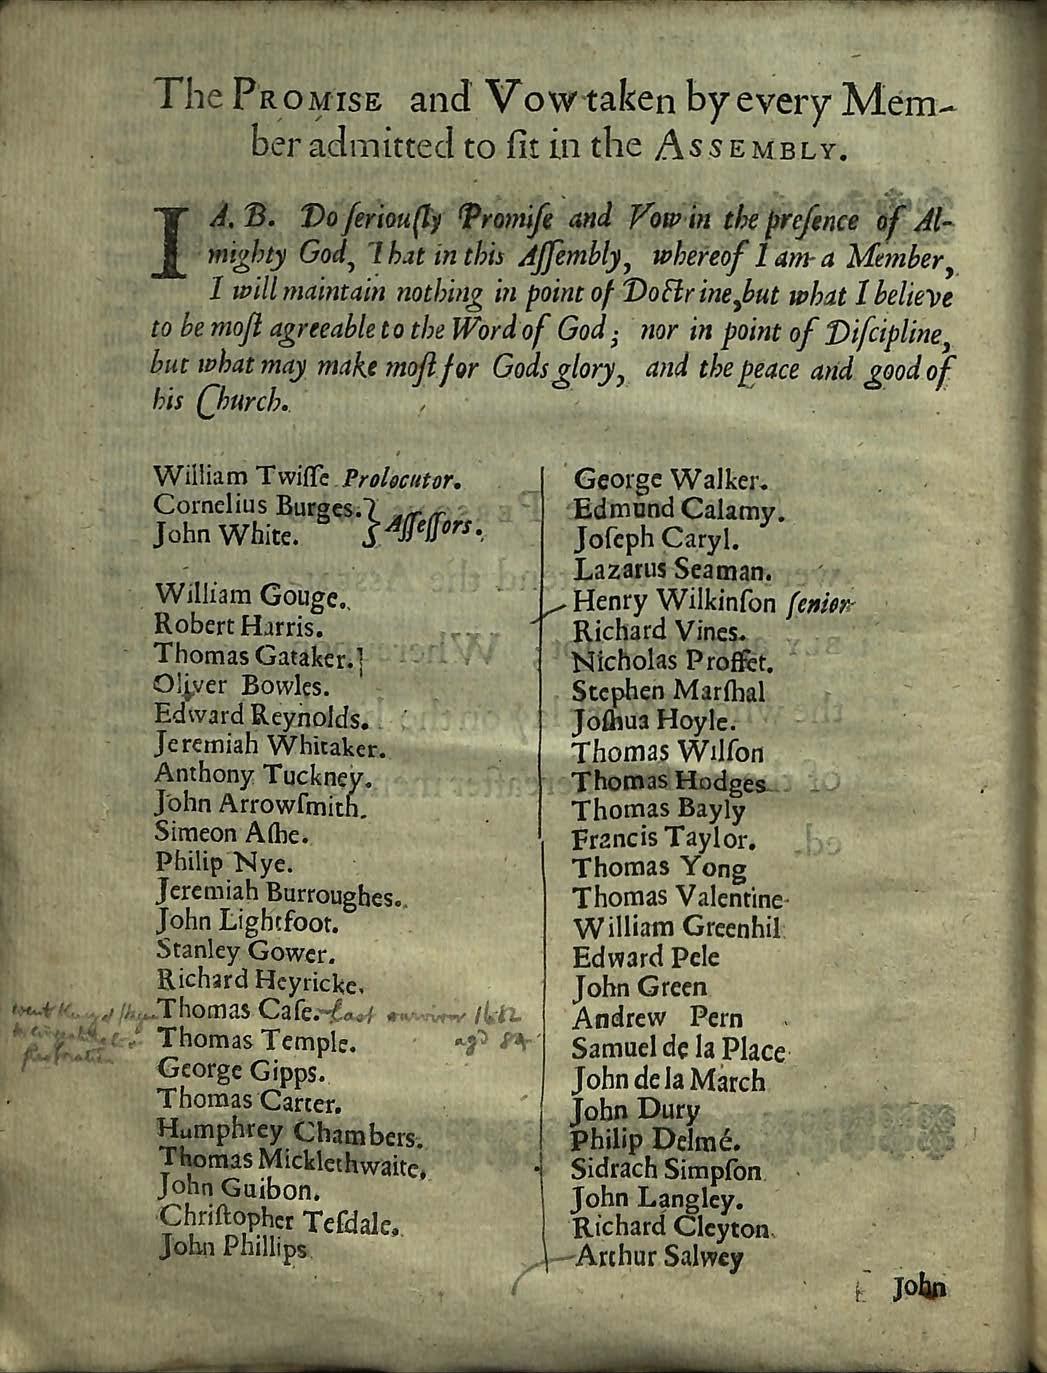 The PROMISE and Vow taken by every Mem-
ber admitted to ſit in the ASSEMBLY.
I A. B. Do ſeriouſly Promiſe and Vow in the preſence of Al-
mighty God, That in this Aſſembly, whereof I am a Member,
I will maintain nothing in point of Doctrine, but what I believe
to be moſt agreeable to the Word of God; nor in point of Diſcipline,
but what may make moſt for Gods glory, and the peace and good of
his Church.
William Twiſſe Prolocutor.
Cornelius Burges. } Aſſeſſors.
John White.
William Gouge.
Robert Harris.
Thomas Gataker.
Oliver Bowles.
Edward Reynolds.
Jeremiah Whitaker.
Anthony Tuckney.
John Arrowſmith.
Simeon Aſhe.
Philip Nye.
Jeremiah Burroughes.
John Lightfoot.
Stanley Gower.
Richard Heyricke.
Thomas Caſe. Last survivor 1682
Thomas Temple. agd 84
George Gipps.
Thomas Carter.
Humphrey Chambers.
Thomas Micklethwaite,
John Guibon.
Chriſtopher Teſdale.
John Phillips
George Walker.
Edmund Calamy.
Joſeph Caryl.
Lazarus Seaman.
Henry Wilkinſon ſenior
Richard Vines.
Nicholas Proffet.
Stephen Marſhal
Joſhua Hoyle.
Thomas Wilſon
Thomas Hodges
Thomas Bayly
Francis Taylor.
Thomas Yong
Thomas Valentine
William Greenhil
Edward Pele
John Green
Andrew Pern
Samuel de la Place
John de la March
John Dury
Philip Delmé.
Sidrach Simpſon
John Langley.
Richard Cleyton
Arthur Salwey
John